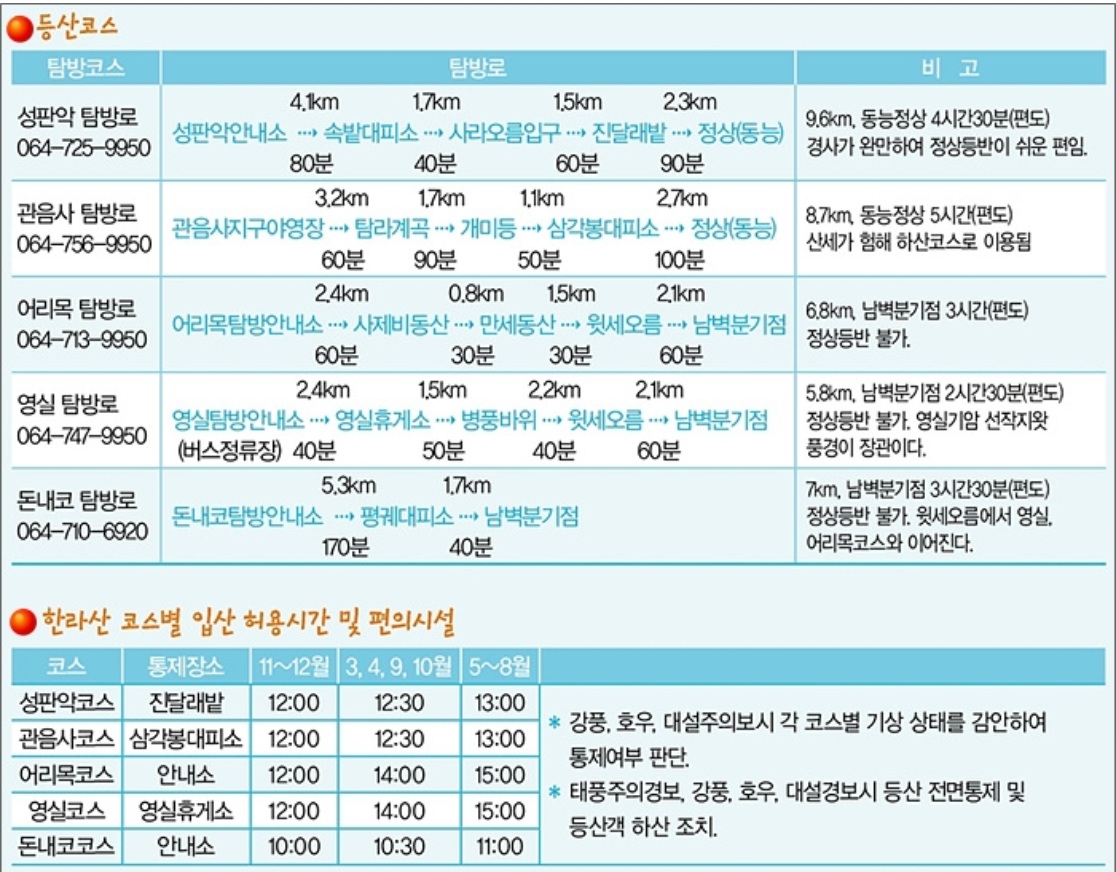 등산코스
탐방코스 탐방로 비 고
성판악 탐방로
064-725-9950
4.1km 1.7km 1.5km 2.3km
성판악안내소 ⋯→ 속밭대피소 ⋯→ 사라오름입구 ⋯→ 진달래밭 ⋯→ 정상(동능)
80분 40분 60분 90분
9.6km, 동능정상 4시간30분(편도)
경사가 완만하여 정상등반이 쉬운 편임.
관음사 탐방로
064-756-9950
3.2km 1.7km 1.1km 2.7km
관음사지구야영장 ⋯→ 탐라계곡 ⋯→ 개미등 ⋯→ 삼각봉대피소 ⋯→ 정상(동능)
60분 90분 50분 100분
8.7km, 동능정상 5시간(편도)
산세가 험해 하산코스로 이용됨
어리목 탐방로
064-713-9950
2.4km 0.8km 1.5km 2.1km
어리목탐방안내소 ⋯→ 사제비동산 ⋯→ 만세동산 ⋯→ 윗세오름 ⋯→ 남벽분기점
60분 30분 30분 60분
6.8km, 남벽분기점 3시간(편도)
정상등반 불가.
영실 탐방로
064-747-9950
2.4km 1.5km 2.2km 2.1km
영실탐방안내소 ⋯→ 영실휴게소 ⋯→ 병풍바위 ⋯→ 윗세오름 ⋯→ 남벽분기점
(버스정류장) 40분 50분 40분 60분
5.8km, 남벽분기점 2시간30분(편도)
정상등반 불가. 영실기암 선작지왓
풍경이 장관이다.
돈내코 탐방로
064-710-6920
5.3km 1.7km
돈내코탐방안내소 ⋯→ 평궤대피소 ⋯→ 남벽분기점
170분 40분
7km, 남벽분기점 3시간30분(편도)
정상등반 불가. 윗세오름에서 영실,
어리목코스와 이어진다.
한라산 코스별 입산 허용시간 및 편의시설
코스 통제장소 11~12월 3, 4, 9, 10월 5~8월
성판악코스 진달래밭 12:00 12:30 13:00
관음사코스 삼각봉대피소 12:00 12:30 13:00
어리목코스 안내소 12:00 14:00 15:00
영실코스 영실휴게소 12:00 14:00 15:00
돈내코코스 안내소 10:00 10:30 11:00
* 강풍, 호우, 대설주의보시 각 코스별 기상 상태를 감안하여
통제여부 판단.
* 태풍주의경보, 강풍, 호우, 대설경보시 등산 전면통제 및
등산객 하산 조치.